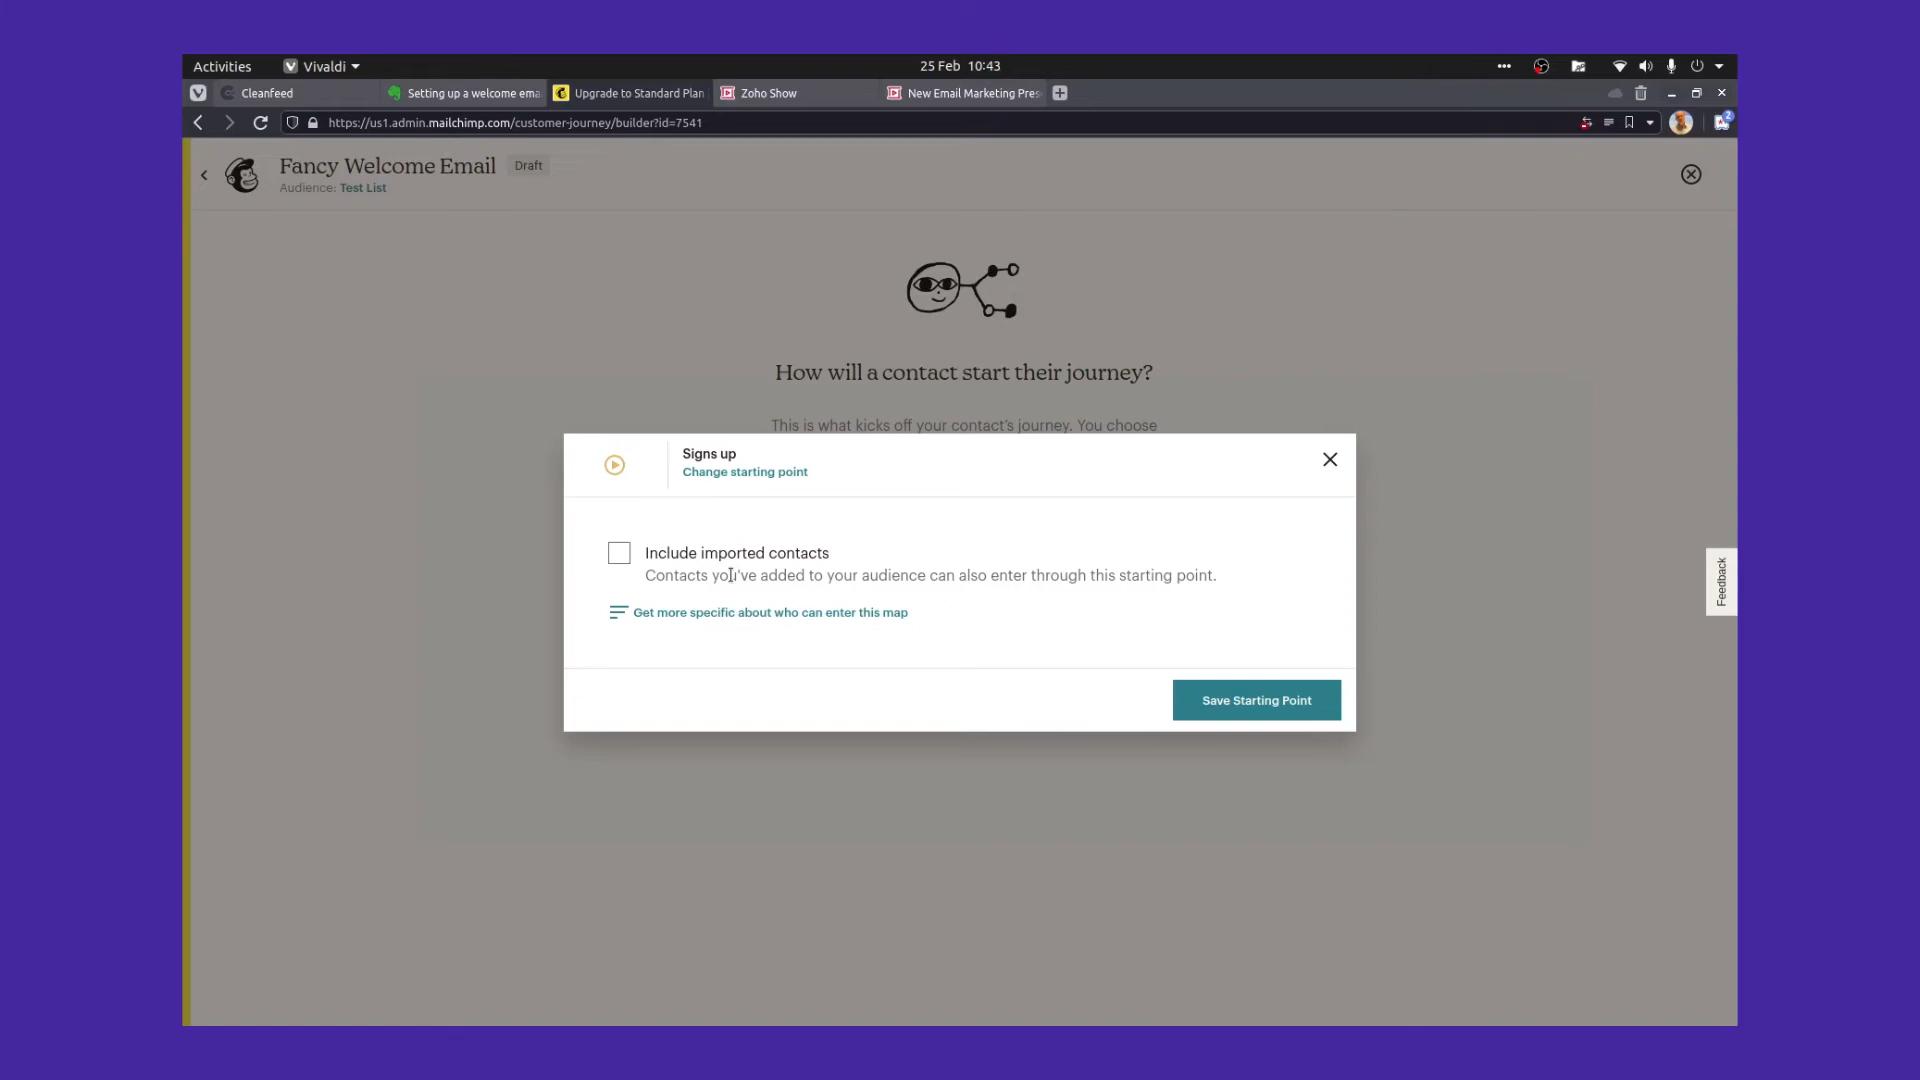 Activities
Vivaldi
25 Feb 10:43
Cleanfeed
Setting up a welcome ema
Upgrade to Standard Plan
Zoho Show
New Email Marketing Pres
https://us1.admin.mailchimp.com/customer-journey/builder?id=7541
2
Fancy Welcome Email
Draft
Audience: Test List
How will a contact start their journey?
This is what kicks off your contact's journey. You choose
Signs up
Change starting point
Include imported contacts
Contacts you've added to your audience can also enter through this starting point.
Get more specific about who can enter this map
Save Starting Point
Feedback